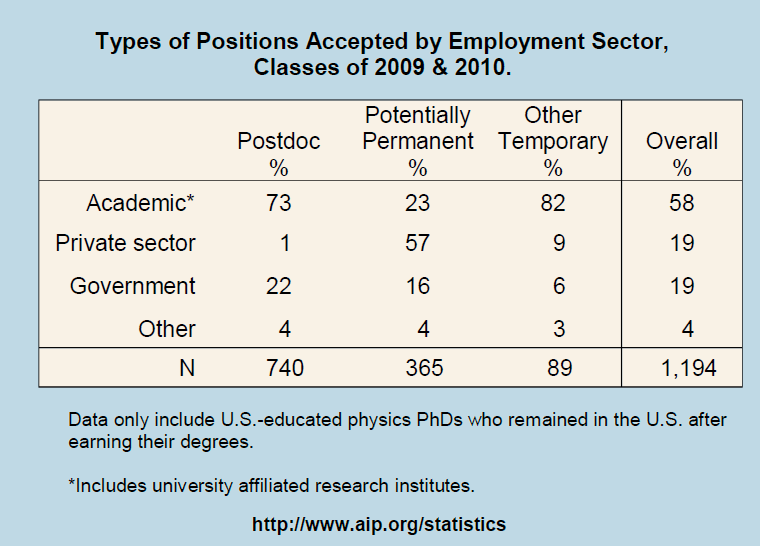 Types of Positions Accepted by Employment Sector,
Classes of 2009 & 2010.
Postdoc % Potentially Permanent % Other Temporary % Overall %
Academic* 73 23 82 58
Private sector 1 57 9 19
Government 22 16 6 19
Other 4 4 3 4
N 740 365 89 1,194
Data only include U.S.-educated physics PhDs who remained in the U.S. after
earning their degrees.
*Includes university affiliated research institutes.
http://www.aip.org/statistics